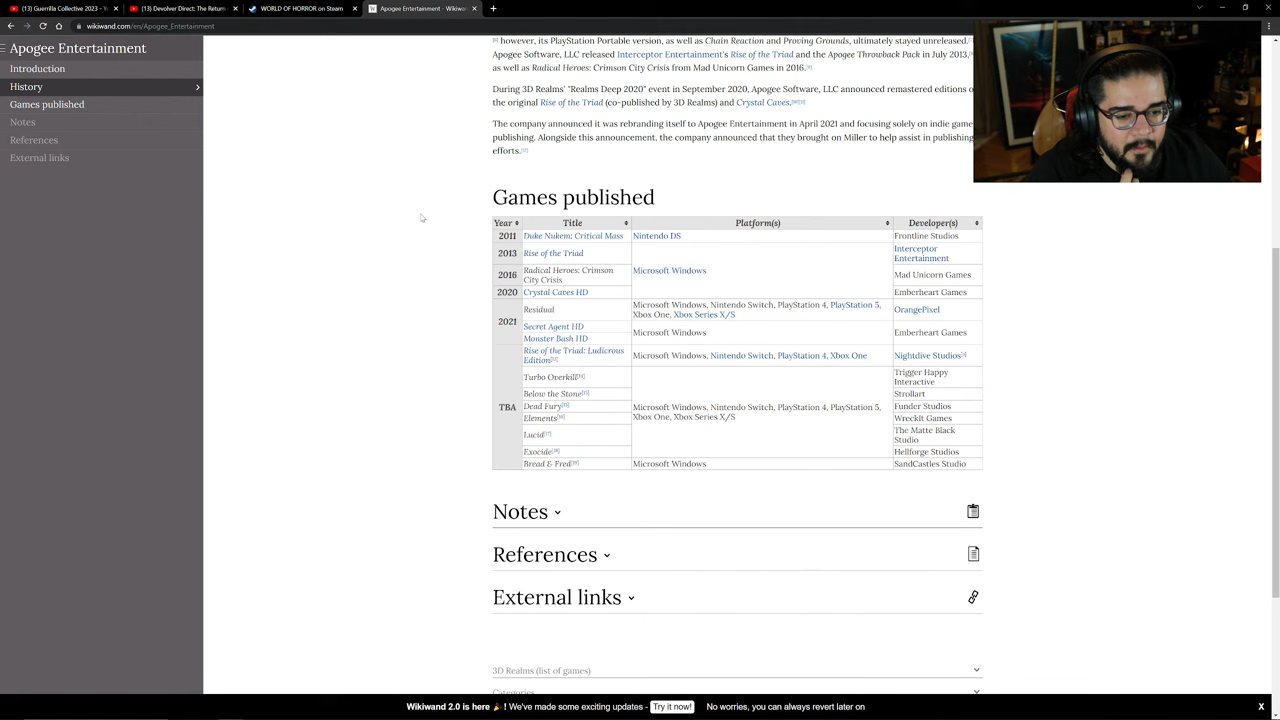 (13) Guerrilla Collective 2023 - Yo
(13) Devolver Direct: The Return
WORLD OF HORROR on Steam
Apogee Entertainment - Wikiwan
wikiwand.com/en/Apogee_Entertainment
Apogee Entertainment
Introduction
History
Games published
Notes
References
External links
however, its PlayStation Portable version, as well as Chain Reaction and Proving Grounds, ultimately stayed unreleased.
Apogee Software, LLC released Interceptor Entertainment's Rise of the Triad and the Apogee Throwback Pack in July 2013,
as well as Radical Heroes: Crimson City Crisis from Mad Unicorn Games in 2016.
During 3D Realms' "Realms Deep 2020" event in September 2020, Apogee Software, LLC announced remastered editions o
the original Rise of the Triad (co-published by 3D Realms) and Crystal Caves.
The company announced it was rebranding itself to Apogee Entertainment in April 2021 and focusing solely on indie game
publishing. Alongside this announcement, the company announced that they brought on Miller to help assist in publishing
efforts.
Games published
Year Title Platform(s) Developer(s)
2011 Duke Nukem: Critical Mass Nintendo DS Frontline Studios
2013 Rise of the Triad Interceptor
Entertainment
Microsoft Windows
2016 Radical Heroes: Crimson
City Crisis Mad Unicorn Games
2020 Crystal Caves HD Emberheart Games
2021 Residual Microsoft Windows, Nintendo Switch, PlayStation 4, PlayStation 5,
Xbox One, Xbox Series X/S OrangePixel
Secret Agent HD Microsoft Windows Emberheart Games
Monster Bash HD
TBA Rise of the Triad: Ludicrous
Edition[13] Microsoft Windows, Nintendo Switch, PlayStation 4, Xbox One Nightdive Studios
Turbo Overkill[14] Trigger Happy
Interactive
Below the Stone[15] Strollart
Dead Fury Microsoft Windows, Nintendo Switch, PlayStation 4, PlayStation 5,
Xbox One, Xbox Series X/S Funder Studios
Elements[16] WreckIt Games
Lucid[17] The Matte Black
Studio
Exocide[18] Hellforge Studios
Bread & Fred[19] Microsoft Windows SandCastles Studio
Notes
References
External links
3D Realms (list of games)
Categories
Wikiwand 2.0 is here 🎉! We've made some exciting updates - Try it now! No worries, you can always revert later on X